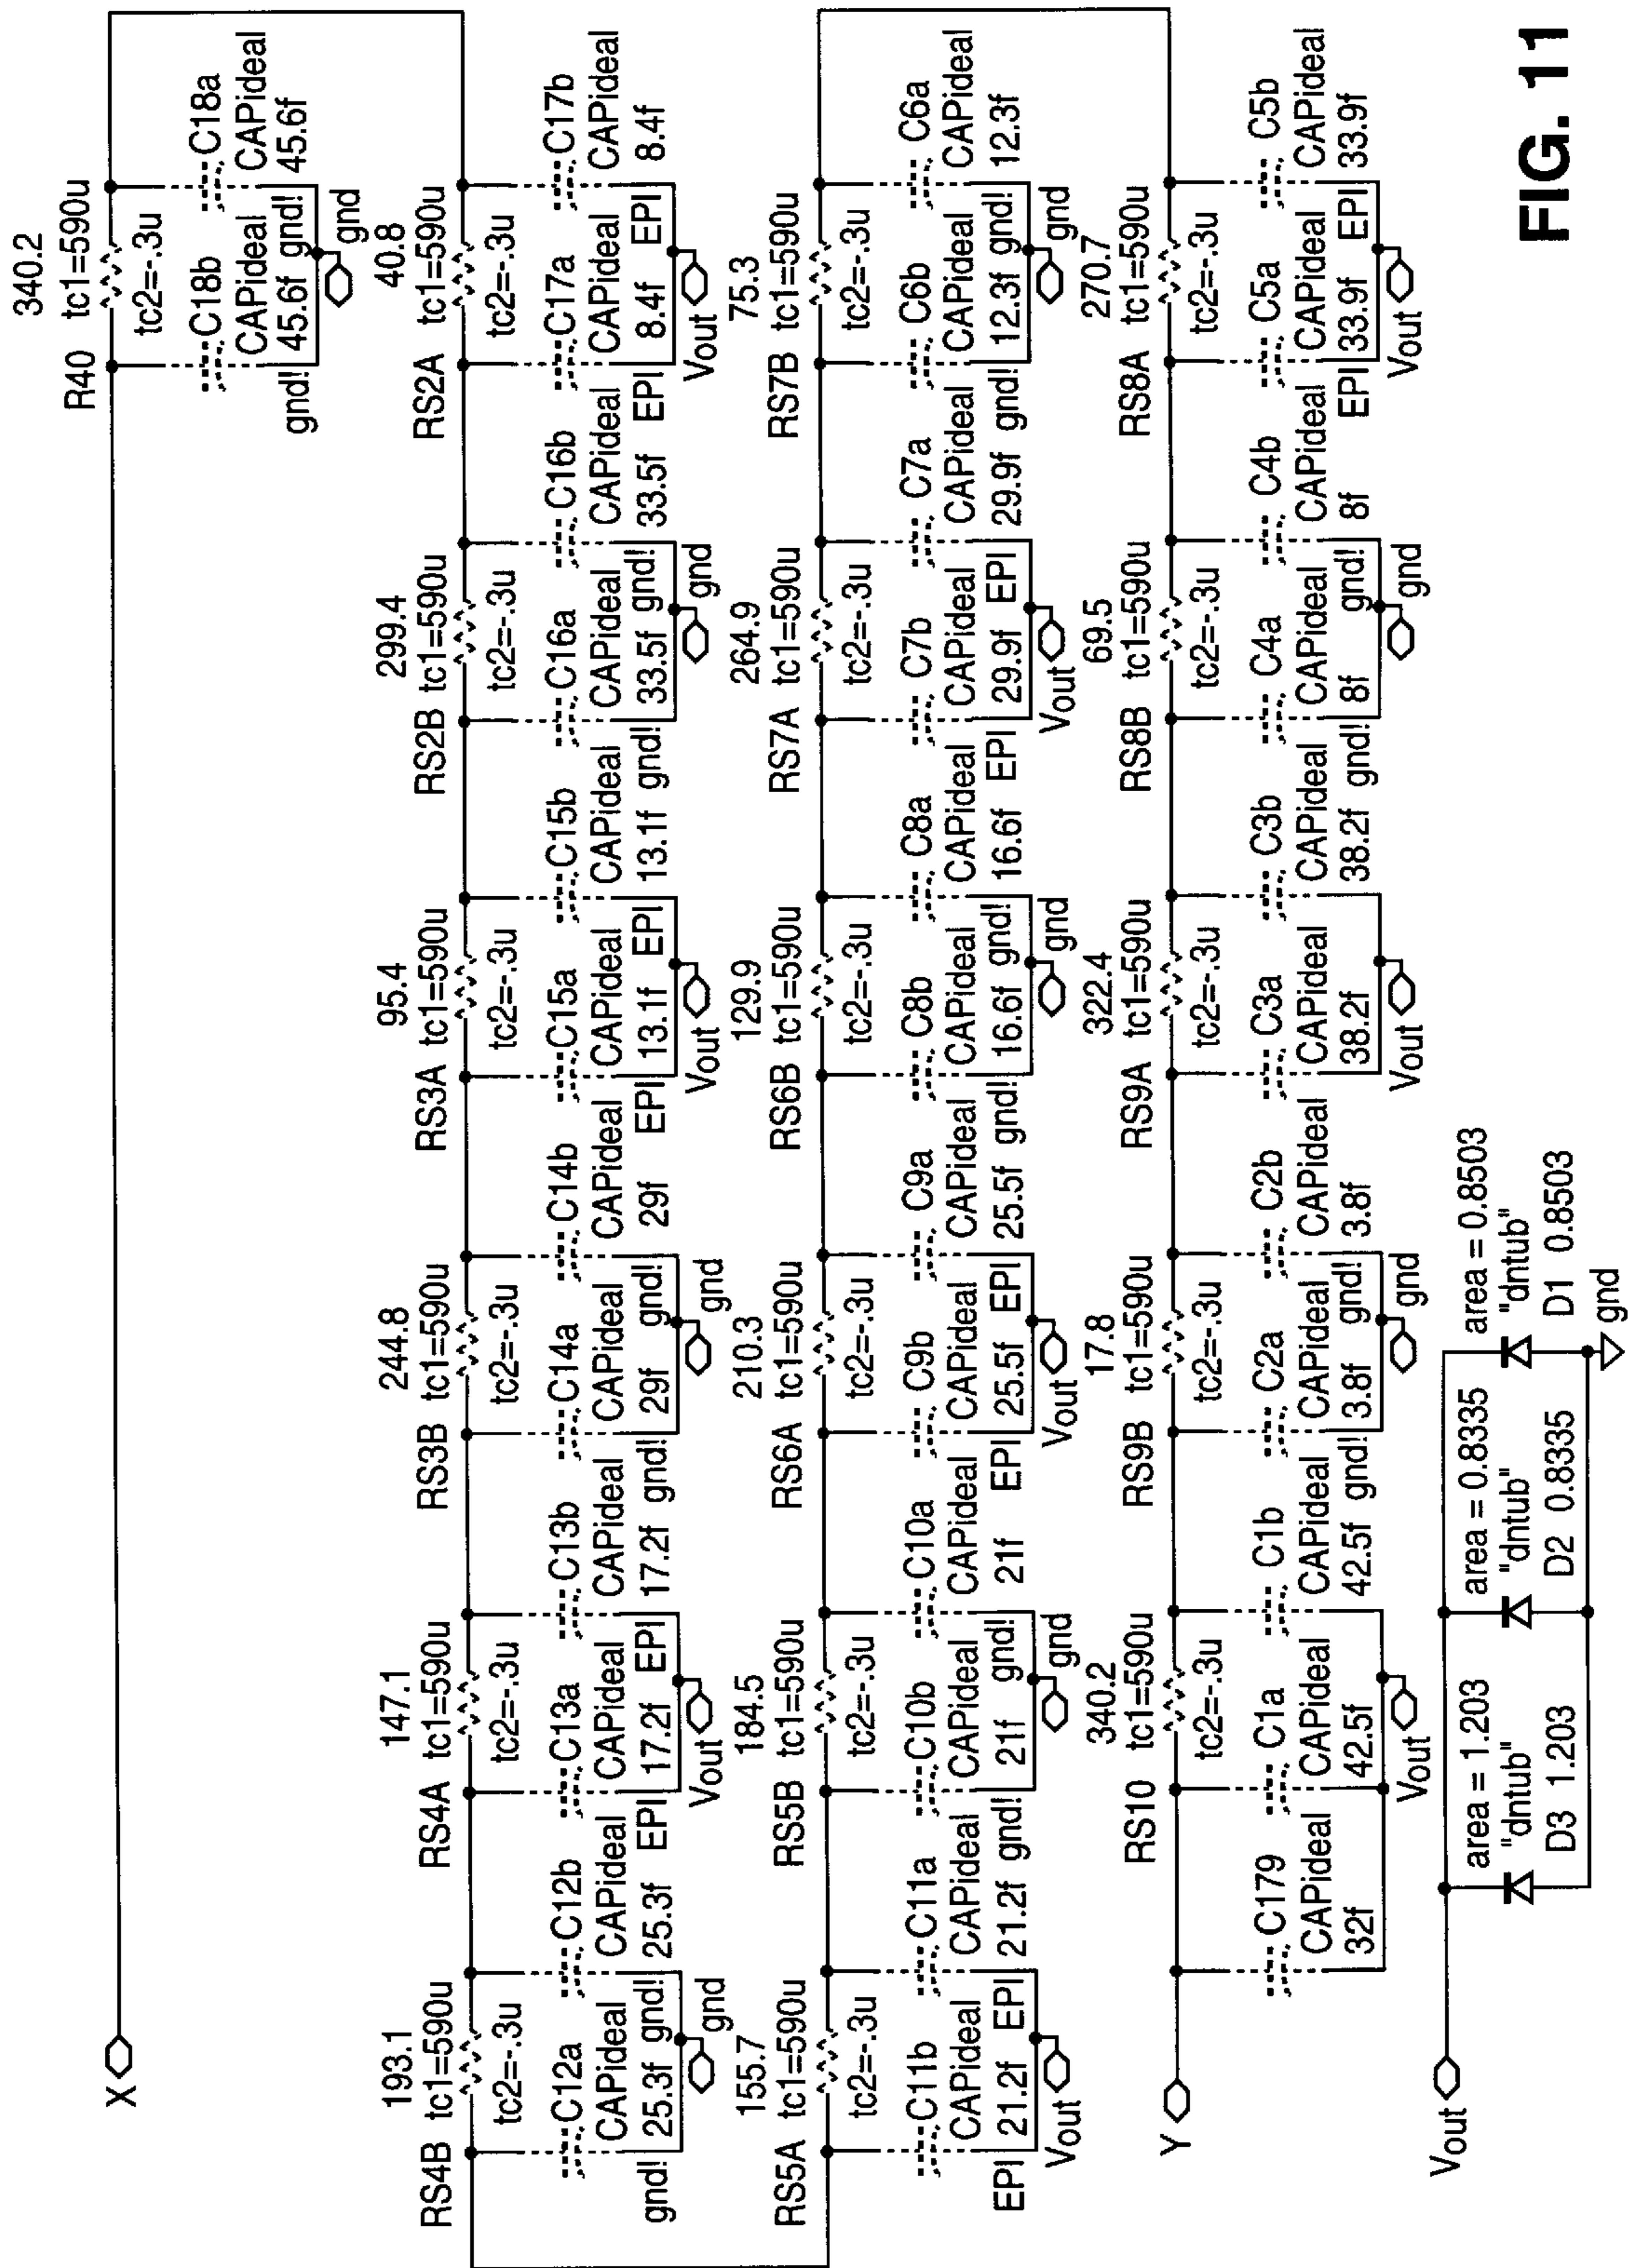 340.2
R40 tc1=590u
tc2=-.3u
X
C18b C18a
CAPideal CAPideal
gnd! 45.6f gnd! 45.6f
gnd
193.1 147.1 244.8 95.4 299.4 40.8
RS4B tc1=590u RS4A tc1=590u RS3B tc1=590u RS3A tc1=590u RS2B tc1=590u RS2A tc1=590u
tc2=-.3u tc2=-.3u tc2=-.3u tc2=-.3u tc2=-.3u tc2=-.3u
C12a C12b C13a C13b C14a C14b C15a C15b C16a C16b C17a C17b
CAPideal CAPideal CAPideal CAPideal CAPideal CAPideal CAPideal CAPideal CAPideal CAPideal CAPideal CAPideal
gnd! 25.3f gnd! 25.3f EPI 17.2f EPI 17.2f gnd! 29f gnd! 29f EPI 13.1f EPI 13.1f gnd! 33.5f gnd! 33.5f EPI 8.4f EPI 8.4f
gnd Vout gnd Vout gnd Vout
155.7 184.5 210.3 129.9 264.9 75.3
RS5A tc1=590u RS5B tc1=590u RS6A tc1=590u RS6B tc1=590u RS7A tc1=590u RS7B tc1=590u
tc2=-.3u tc2=-.3u tc2=-.3u tc2=-.3u tc2=-.3u tc2=-.3u
C11b C11a C10b C10a C9b C9a C8b C8a C7b C7a C6b C6a
CAPideal CAPideal CAPideal CAPideal CAPideal CAPideal CAPideal CAPideal CAPideal CAPideal CAPideal CAPideal
EPI 21.2f EPI 21.2f gnd! 21f gnd! 21f EPI 25.5f EPI 25.5f gnd! 16.6f gnd! 16.6f EPI 29.9f EPI 29.9f gnd! 12.3f gnd! 12.3f
Vout gnd Vout gnd Vout gnd
340.2 17.8 322.4 69.5 270.7
RS10 tc1=590u RS9B tc1=590u RS9A tc1=590u RS8B tc1=590u RS8A tc1=590u
tc2=-.3u tc2=-.3u tc2=-.3u tc2=-.3u tc2=-.3u
Y
C179 C1a C1b C2a C2b C3a C3b C4a C4b C5a C5b
CAPideal CAPideal CAPideal CAPideal CAPideal CAPideal CAPideal CAPideal CAPideal CAPideal CAPideal
32f 42.5f 42.5f gnd! 3.8f gnd! 3.8f 38.2f 38.2f gnd! 8f gnd! 8f EPI 33.9f EPI 33.9f
Vout gnd Vout gnd Vout
Vout
area = 1.203 area = 0.8335 area = 0.8503
"dntub" "dntub" "dntub"
D3 1.203 D2 0.8335 D1 0.8503
gnd
FIG. 11